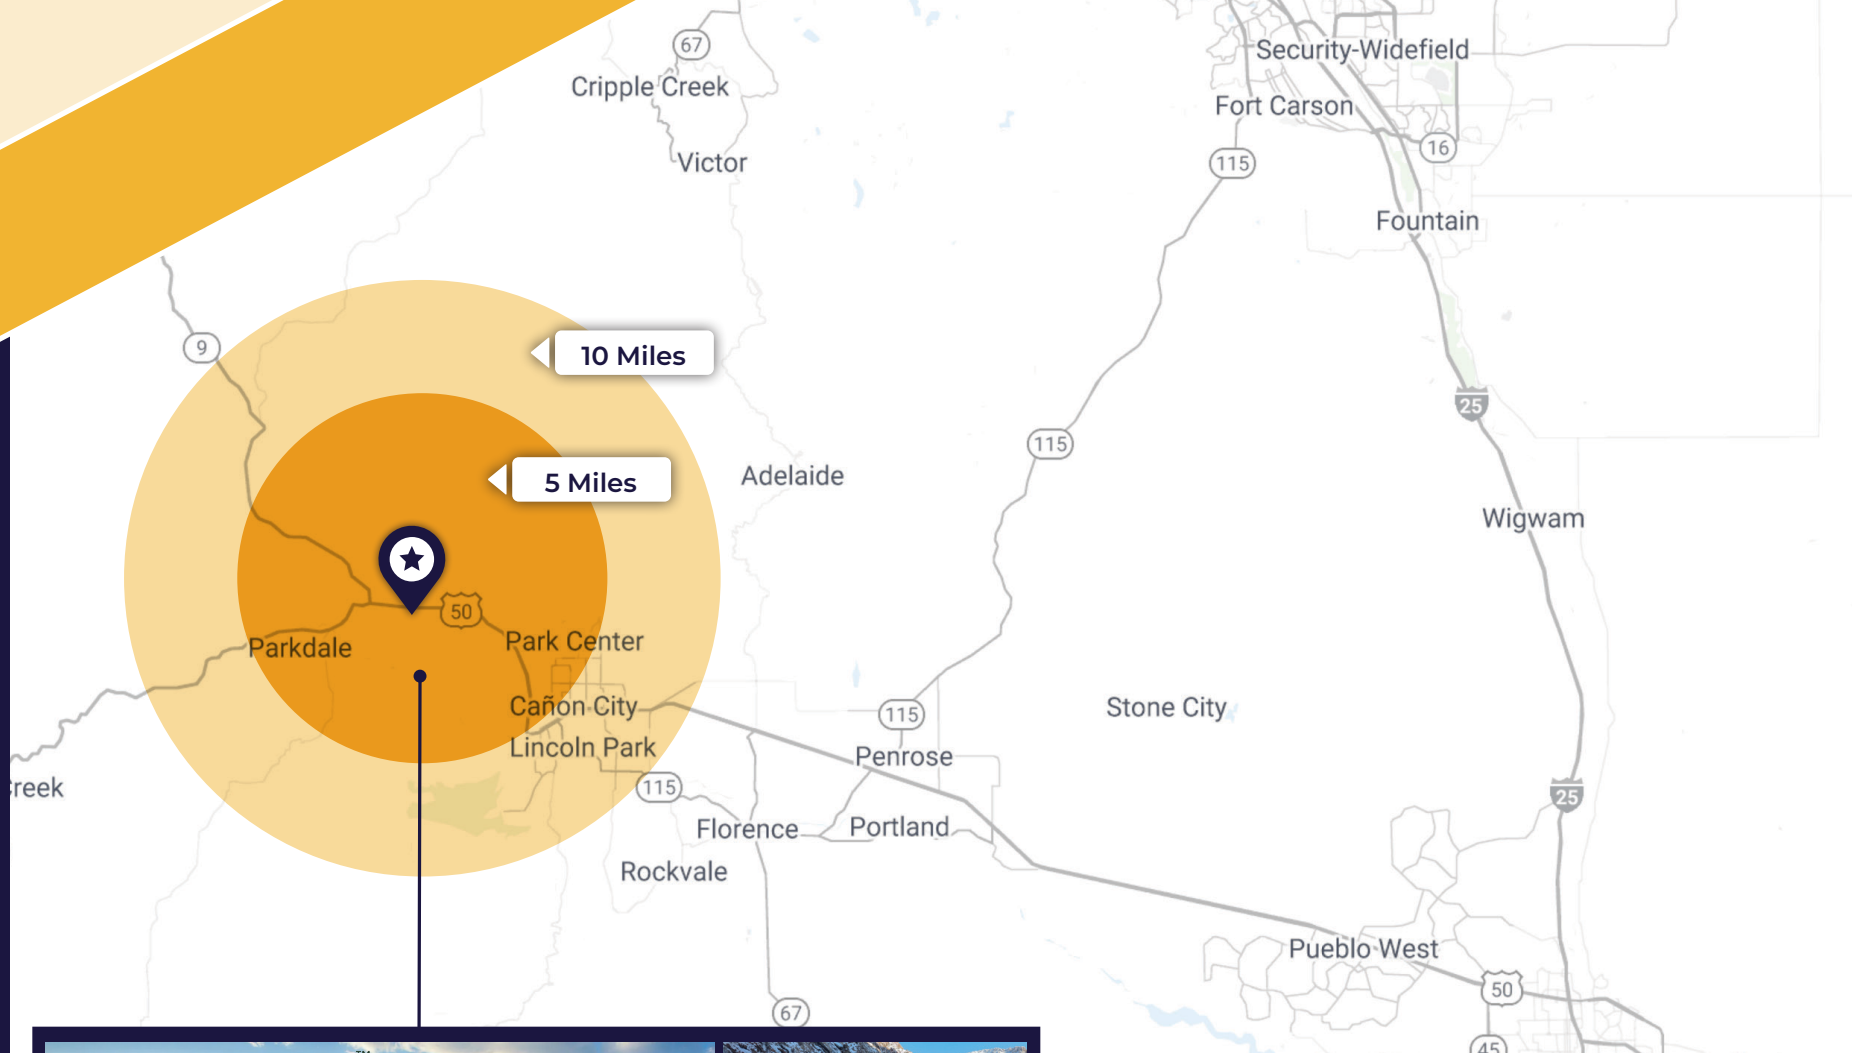 67
Security-Widefield
Cripple Creek
Fort Carson
16
Victor
115
Fountain
9
10 Miles
25
115
Adelaide
5 Miles
Wigwam
50
Park Center
Parkdale
Cañon City
115
Stone City
Lincoln Park
Penrose
reek
115
25
Florence
Portland
Rockvale
Pueblo West
50
67
45
TM